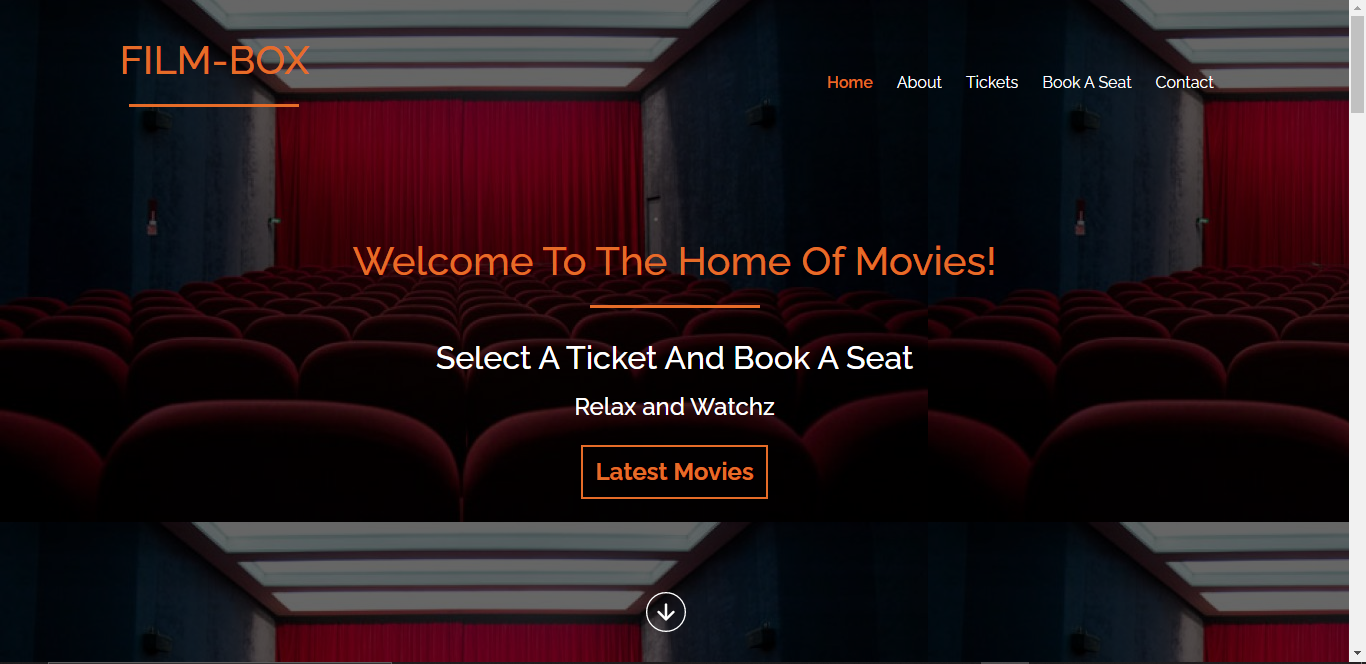 FILM-BOX
Home About Tickets Book A Seat Contact
Welcome To The Home Of Movies!
Select A Ticket And Book A Seat
Relax and Watchz
Latest Movies